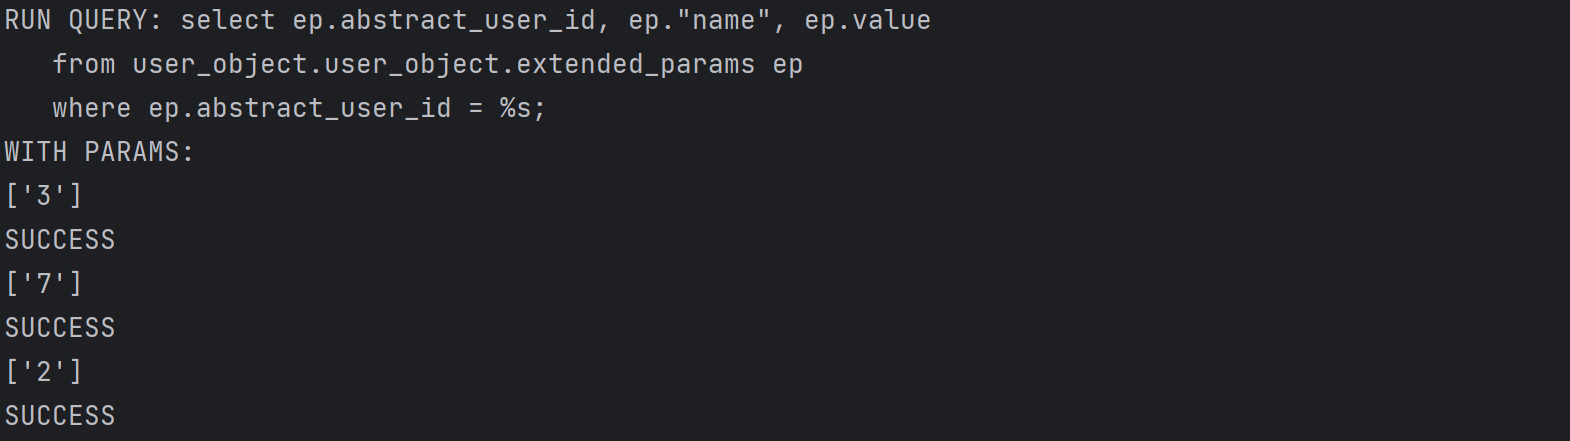 RUN QUERY: select ep.abstract_user_id, ep."name", ep.value
from user_object.user_object.extended_params ep
where ep.abstract_user_id = %s;
WITH PARAMS:
['3']
SUCCESS
['7']
SUCCESS
['2']
SUCCESS